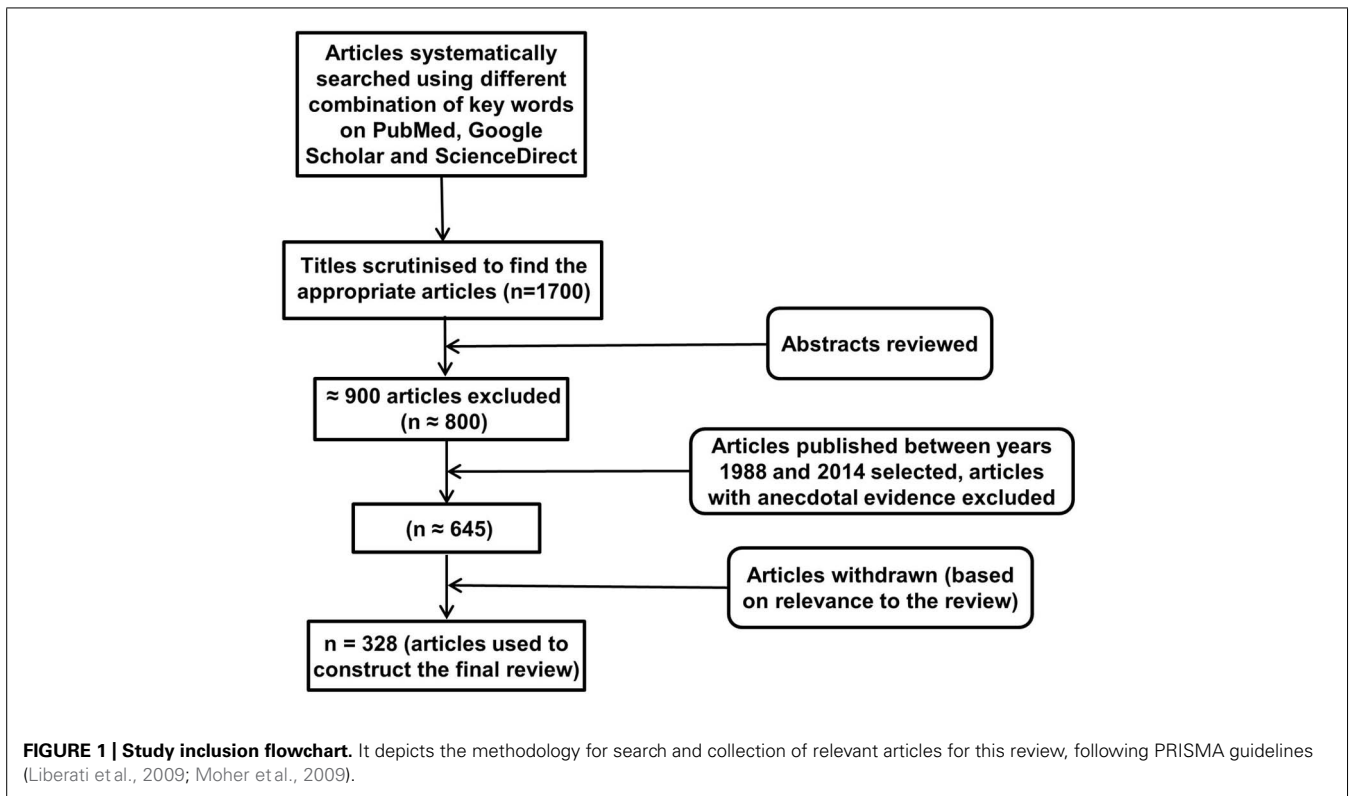 Articles systematically
searched using different
combination of key words
on PubMed, Google
Scholar and ScienceDirect
Titles scrutinised to find the
appropriate articles (n=1700)
Abstracts reviewed
≈ 900 articles excluded
(n ≈ 800)
Articles published between years
1988 and 2014 selected, articles
with anecdotal evidence excluded
(n ≈ 645)
Articles withdrawn (based
on relevance to the review)
n = 328 (articles used to
construct the final review)
FIGURE 1 | Study inclusion flowchart. It depicts the methodology for search and collection of relevant articles for this review, following PRISMA guidelines
(Liberati et al., 2009; Moher et al., 2009).